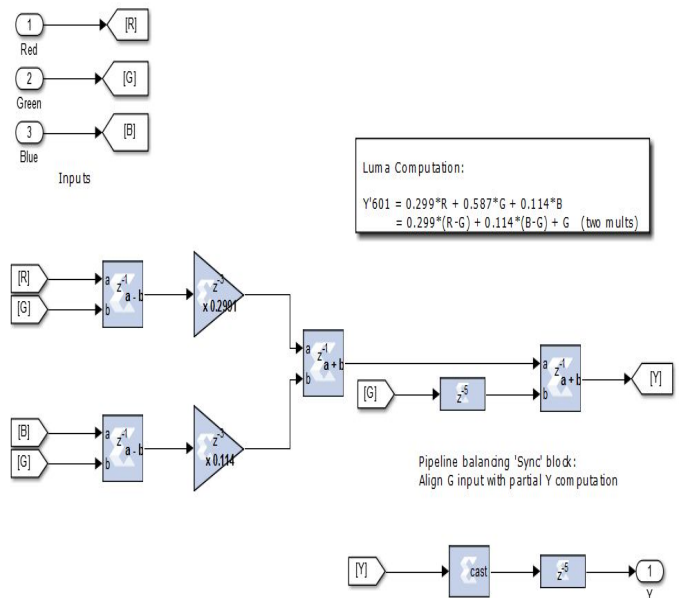 1
[R]
Red
2
[G]
Green
3
[B]
Blue
Inputs
Luma Computation:
Y'601 = 0.299*R + 0.587*G + 0.114*B
= 0.299*(R-G) + 0.114*(B-G) + G (two mults)
[R]
[G]
a
b
z-1
a - b
z-3
x 0.2991
a
b
z-1
a + b
[G]
z-5
a
b
z-1
a + b
[Y]
[B]
[G]
a
b
z-1
a - b
z-3
x 0.114
Pipeline balancing 'Sync' block:
Align G input with partial Y computation
[Y]
cast
z-5
1
Y